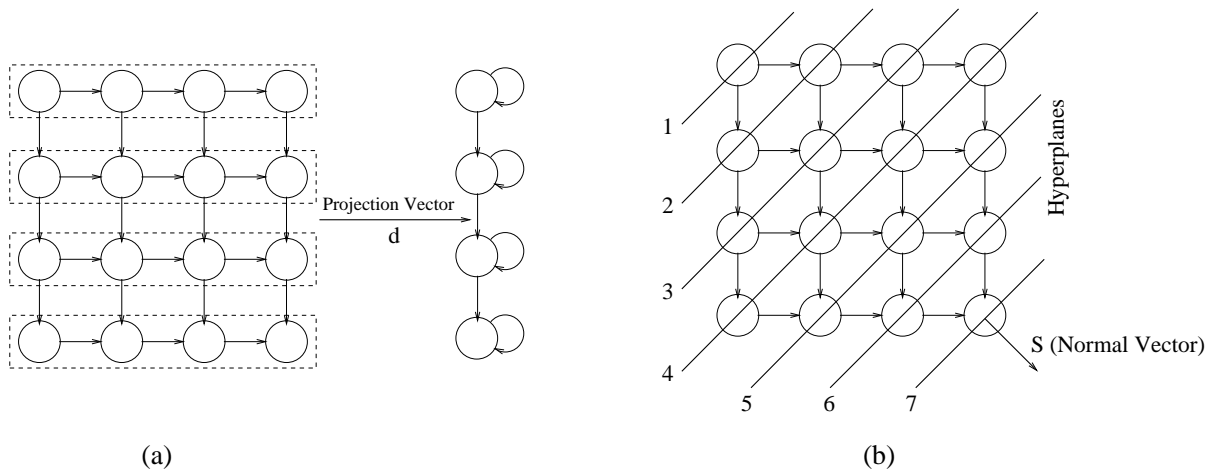 Projection Vector
d
(a)
1
2
3
4
5
6
7
Hyperplanes
S (Normal Vector)
(b)